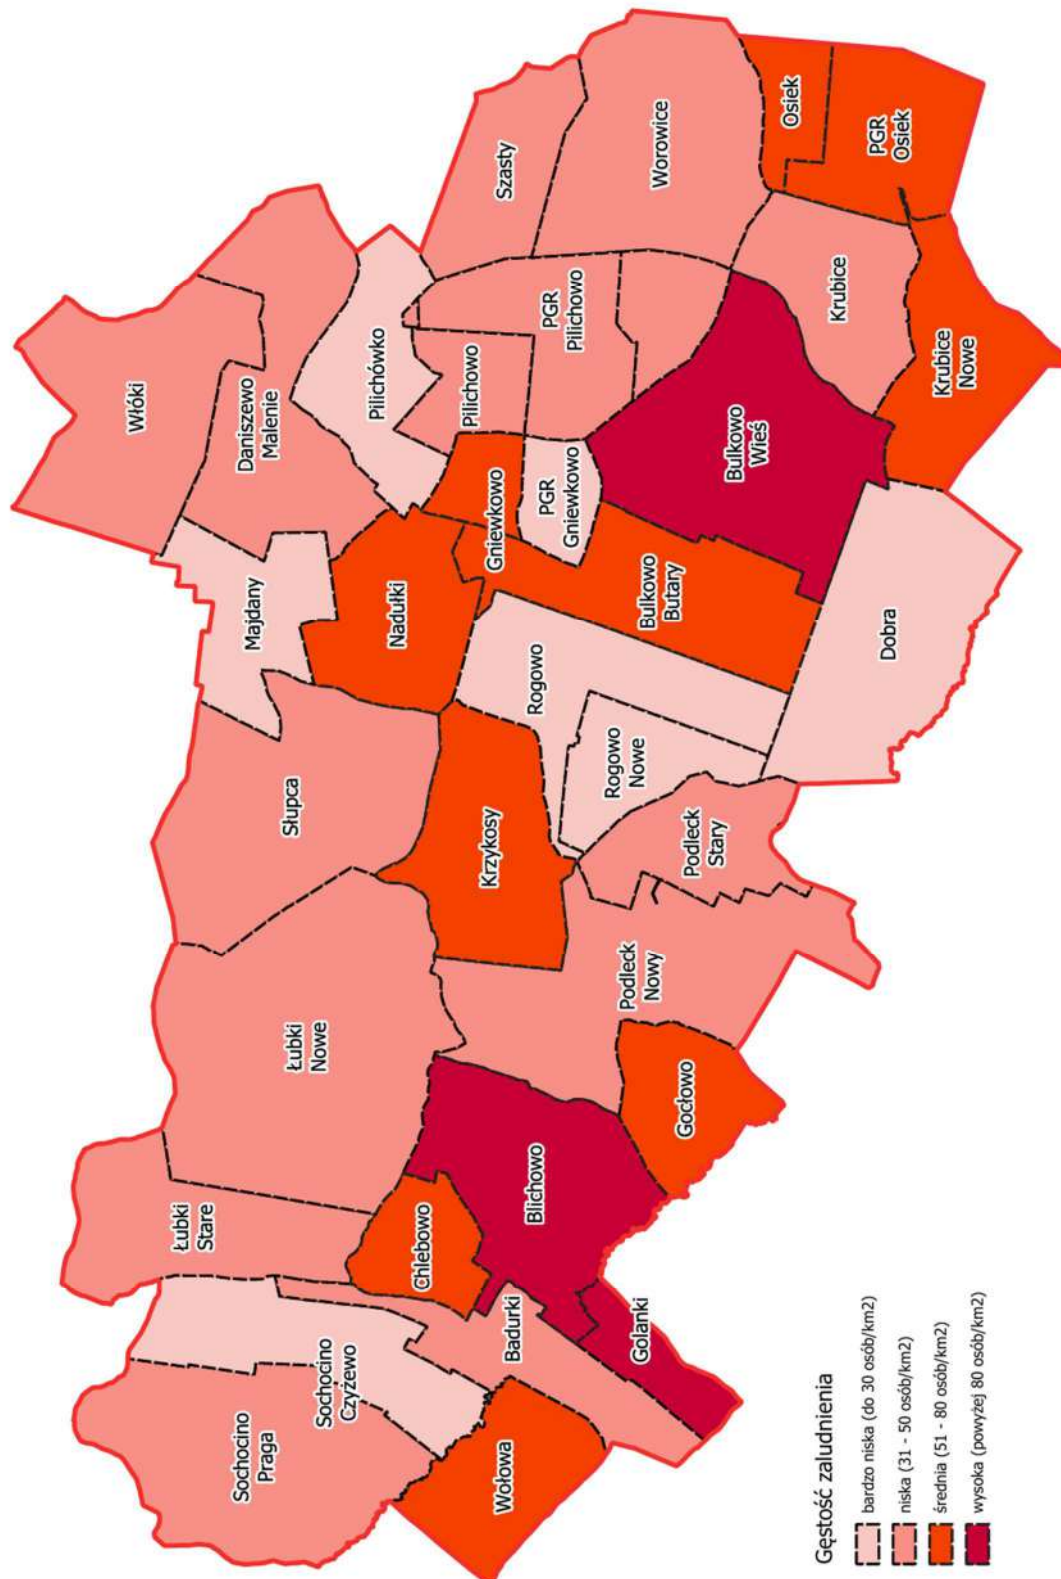 Włóki
Daniszewo
Malenie
Majdany
Pilichówko
Szasty
Worowice
Osiek
PGR
Osiek
Nadułki
Pilichowo
PGR
Pilichowo
Gniewkowo
PGR
Gniewkowo
Krubice
Krubice
Nowe
Bulkowo
Wieś
Bulkowo
Butary
Dobra
Słupca
Rogowo
Rogowo
Nowe
Krzykosy
Podleck
Stary
Podleck
Nowy
Łubki
Nowe
Gocłowo
Blichowo
Łubki
Stare
Chlebowo
Badurki
Golanki
Sochocino
Czyżewo
Sochocino
Praga
Wołowa
Gęstość zaludnienia
bardzo niska (do 30 osób/km2)
niska (31 - 50 osób/km2)
średnia (51 - 80 osób/km2)
wysoka (powyżej 80 osób/km2)